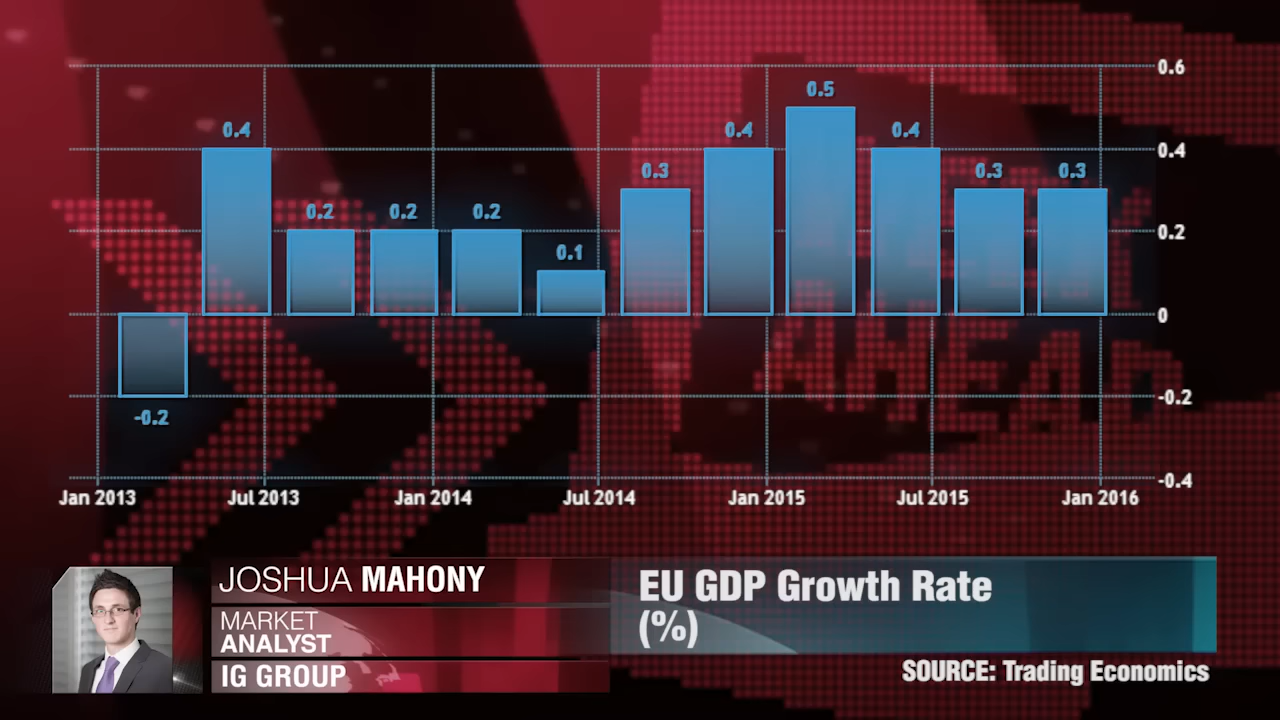 0.6
0.5
0.4
0.4
0.4
0.4
0.3
0.3
0.3
0.2
0.2
0.2
0.2
0.1
0
-0.2
-0.2
-0.4
Jan 2013
Jul 2013
Jan 2014
Jul 2014
Jan 2015
Jul 2015
Jan 2016
JOSHUA MAHONY
MARKET
ANALYST
IG GROUP
EU GDP Growth Rate
(%)
SOURCE: Trading Economics
AHEAD